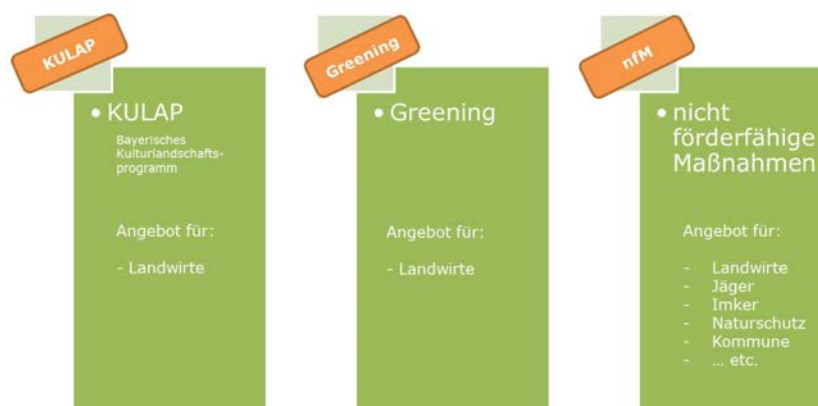 KULAP
• KULAP
Bayerisches
Kulturlandschafts-
programm
Angebot für:
- Landwirte
Greening
• Greening
Angebot für:
- Landwirte
nfM
• nicht
förderfähige
Maßnahmen
Angebot für:
- Landwirte
- Jäger
- Imker
- Naturschutz
- Kommune
- ... etc.